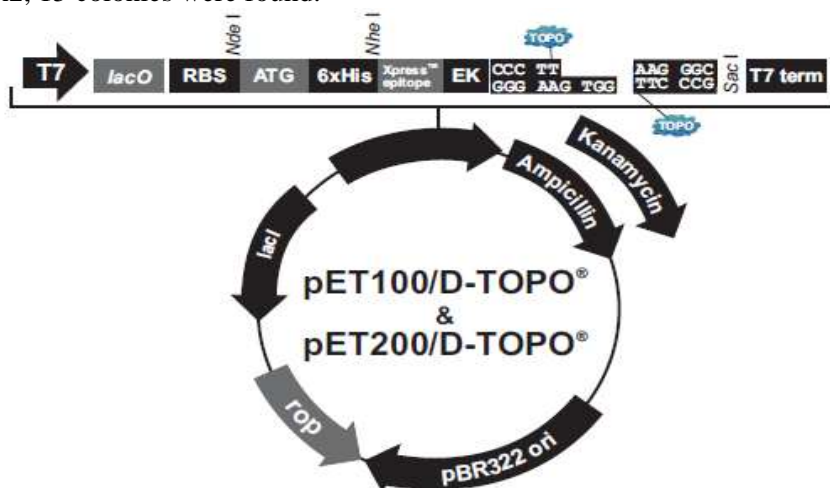 Nde I
Nhe I
TOPO
T7 lacO RBS ATG 6xHis Xpress™ epitope EK CCC TT AAG GGC Sac I T7 term
GGG AAG TGG TTC CCG
TOPO
Ampicillin
Kanamycin
lacI
pET100/D-TOPO®
&
pET200/D-TOPO®
rop
pBR322 ori